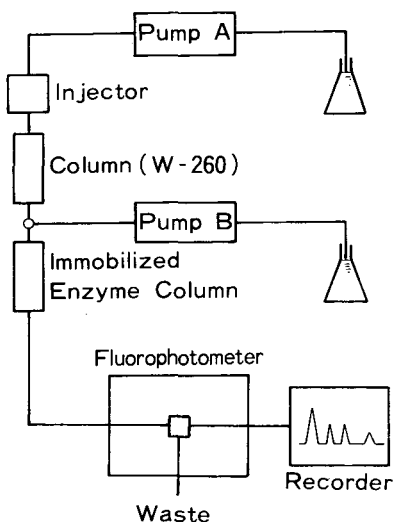 Pump A
Injector
Column (W-260)
Pump B
Immobilized
Enzyme Column
Fluorophotometer
Recorder
Waste